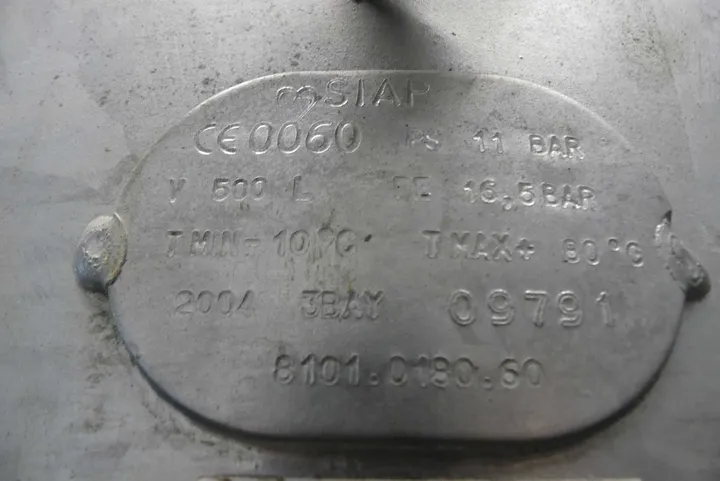 SIAP
CE 0060 PS 11 BAR
V 500 L PE 16,5 BAR
T MIN- 10°C T MAX+ 80°C
2004 3BAY 09791
8101.0180.60